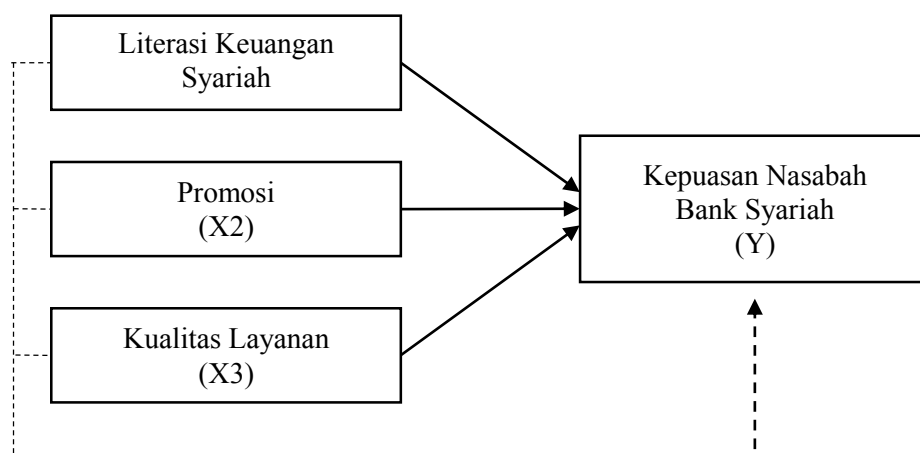 Literasi Keuangan
Syariah
Promosi
(X2)
Kualitas Layanan
(X3)
Kepuasan Nasabah
Bank Syariah
(Y)